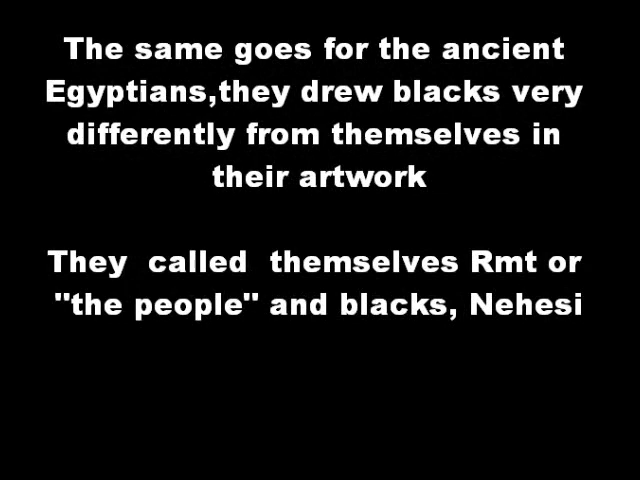 The same goes for the ancient
Egyptians,they drew blacks very
differently from themselves in
their artwork
They called themselves Rmt or
"the people" and blacks, Nehesi